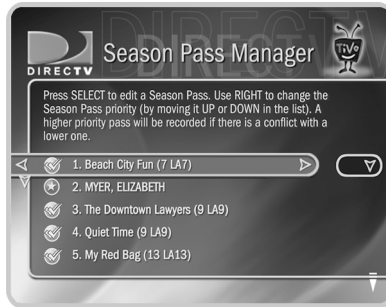 DIRECTV
DIRECTV
Season Pass Manager
TiVo
Press SELECT to edit a Season Pass. Use RIGHT to change the
Season Pass priority (by moving it UP or DOWN in the list). A
higher priority pass will be recorded if there is a conflict with a
lower one.
1. Beach City Fun (7 LA7)
2. MYER, ELIZABETH
3. The Downtown Lawyers (9 LA9)
4. Quiet Time (9 LA9)
5. My Red Bag (13 LA13)